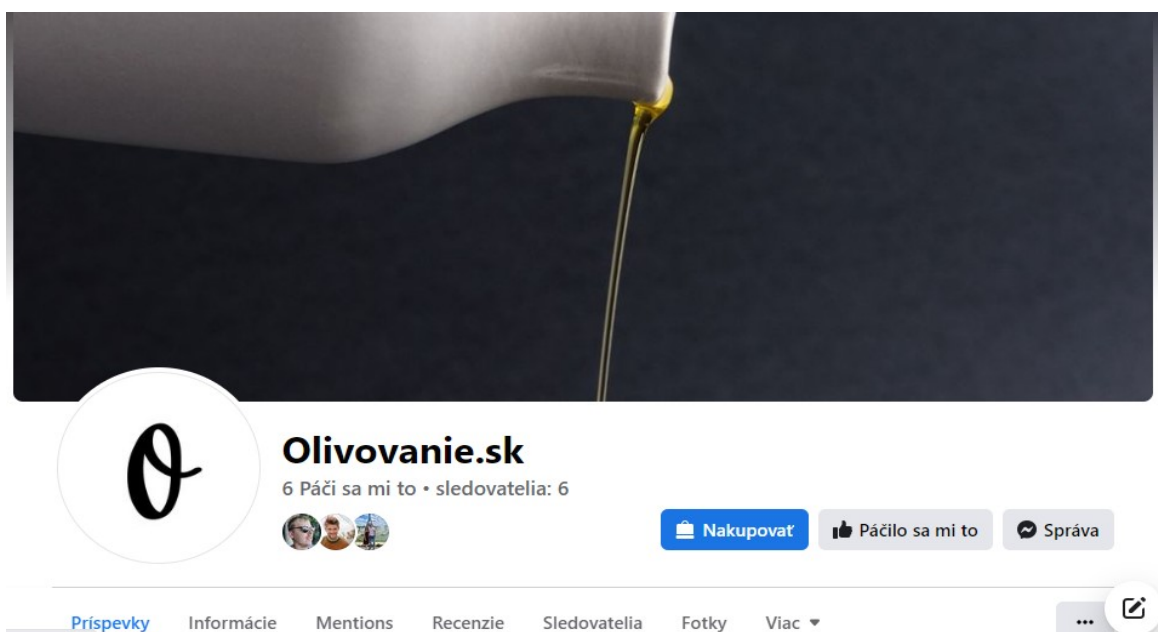 Olivovanie.sk
6 Páči sa mi to • sledovatelia: 6
Nakupovať Páčilo sa mi to Správa
Príspevky Informácie Mentions Recenzie Sledovatelia Fotky Viac